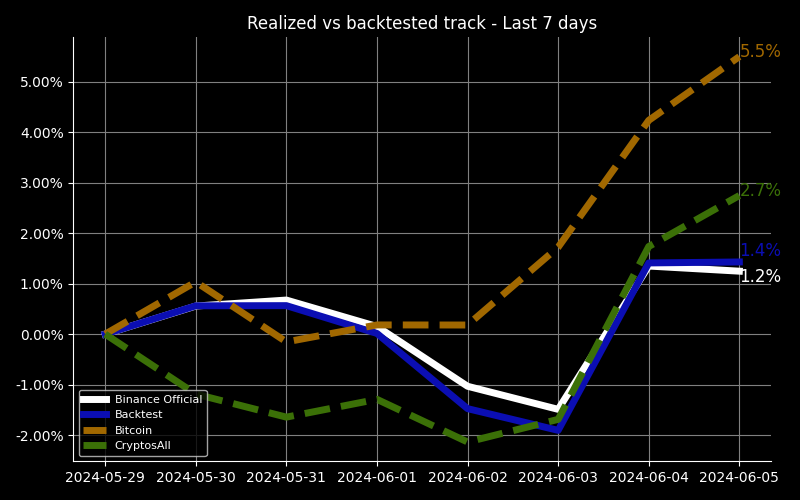 Realized vs backtested track - Last 7 days
5.5%
5.00%
4.00%
3.00%
2.7%
2.00%
1.4%
1.00%
1.2%
0.00%
-1.00%
-2.00%
Binance Official
Backtest
Bitcoin
CryptosAll
2024-05-29 2024-05-30 2024-05-31 2024-06-01 2024-06-02 2024-06-03 2024-06-04 2024-06-05